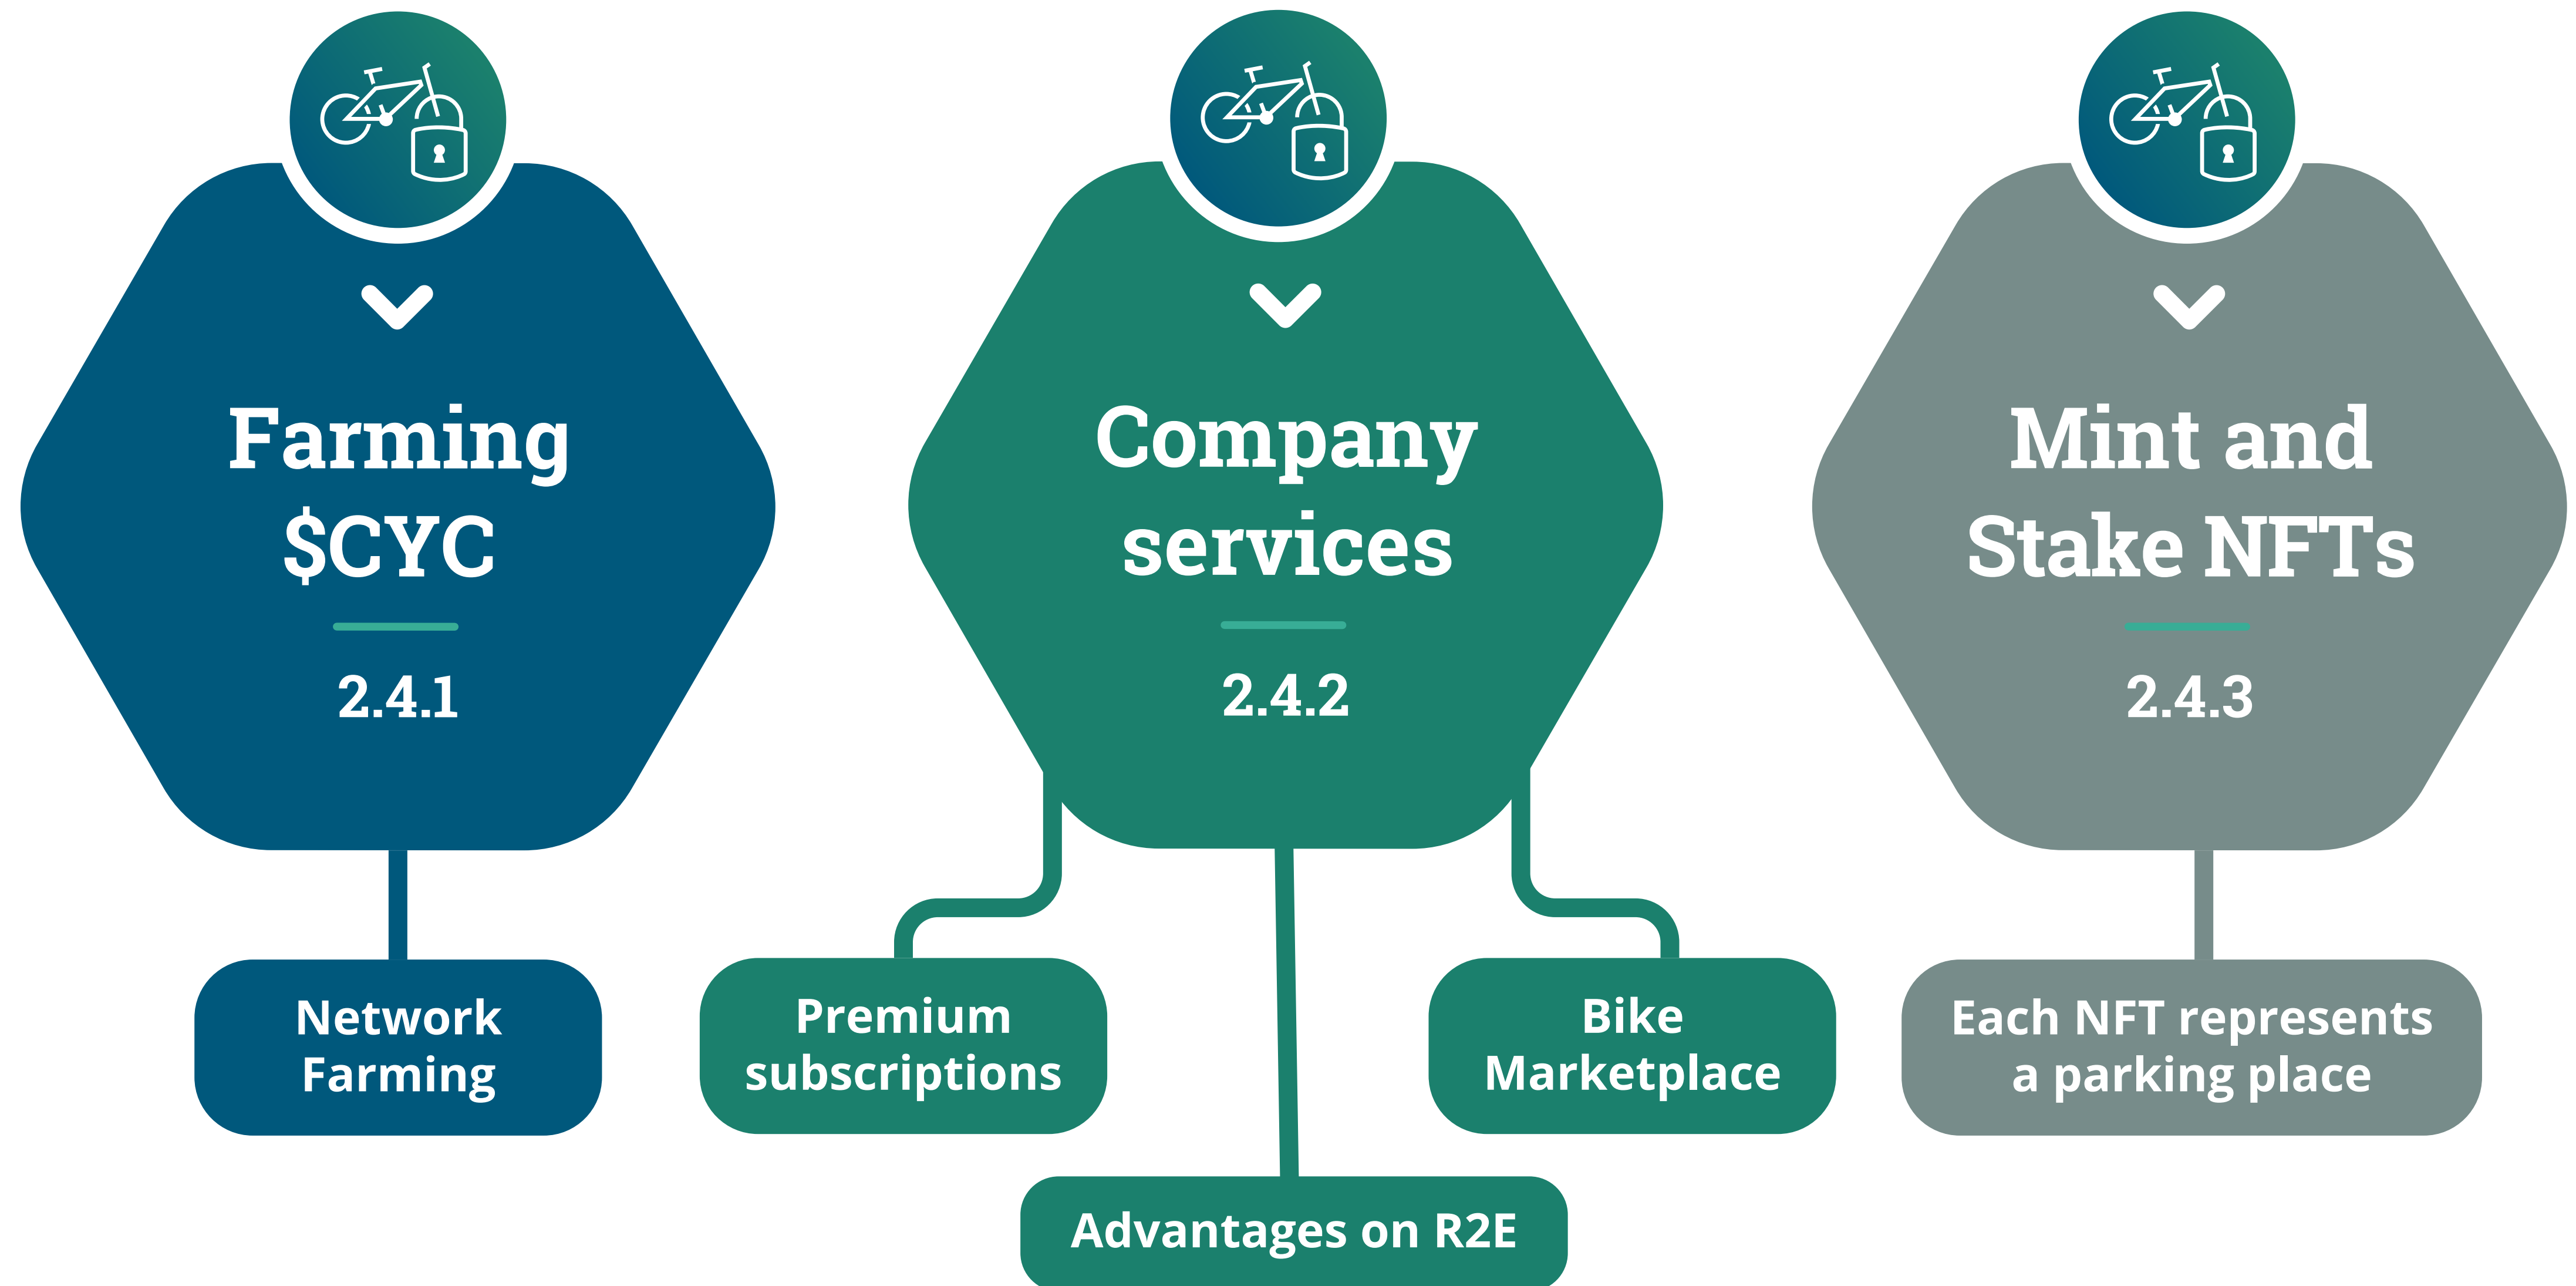 Farming
$CYC
2.4.1
Network
Farming
Company
services
2.4.2
Premium
subscriptions
Advantages on R2E
Bike
Marketplace
Mint and
Stake NFTs
2.4.3
Each NFT represents
a parking place